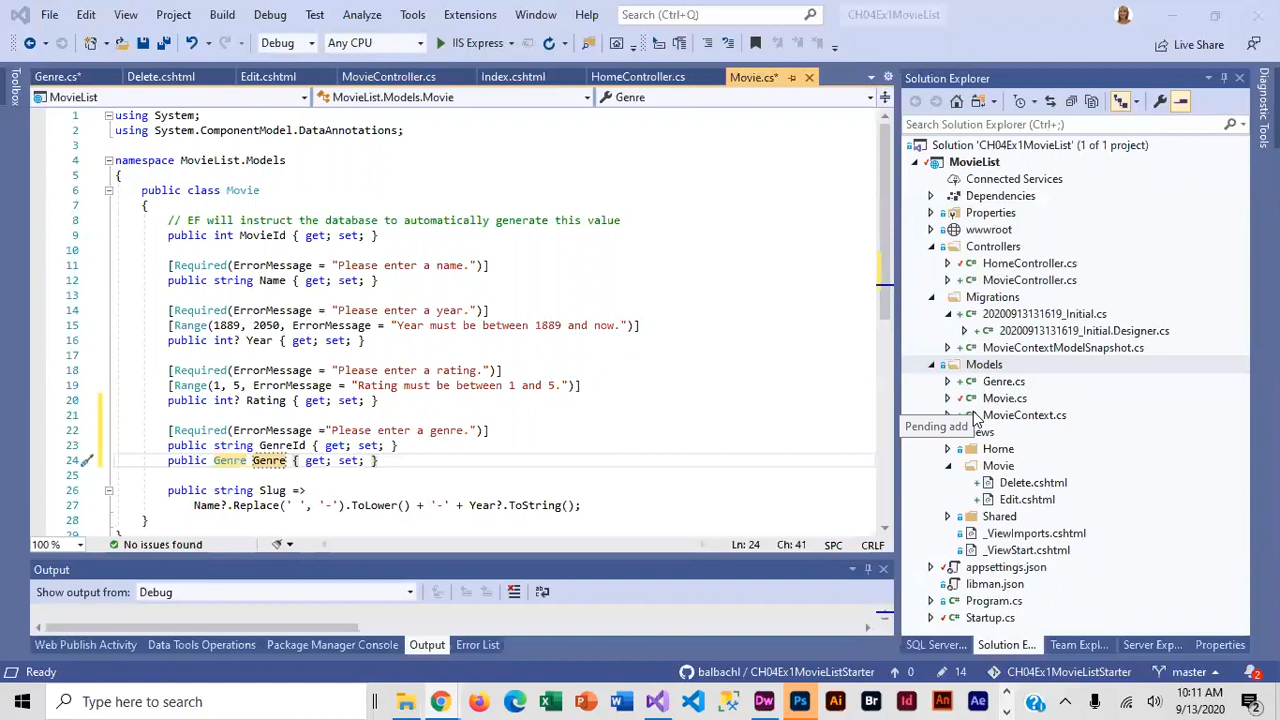 File Edit View Project Build Debug Test Analyze Tools Extensions Window Help Search (Ctrl+Q) CH04Ex1MovieList
Debug Any CPU IIS Express Live Share
Toolbox
Genre.cs* Delete.cshtml Edit.cshtml MovieController.cs Index.cshtml HomeController.cs Movie.cs*
MovieList MovieList.Models.Movie Genre
1 using System;
2 using System.ComponentModel.DataAnnotations;
3
4 namespace MovieList.Models
5 {
6 public class Movie
7 {
8 // EF will instruct the database to automatically generate this value
9 public int MovieId { get; set; }
10
11 [Required(ErrorMessage = "Please enter a name.")]
12 public string Name { get; set; }
13
14 [Required(ErrorMessage = "Please enter a year.")]
15 [Range(1889, 2050, ErrorMessage = "Year must be between 1889 and now.")]
16 public int? Year { get; set; }
17
18 [Required(ErrorMessage = "Please enter a rating.")]
19 [Range(1, 5, ErrorMessage = "Rating must be between 1 and 5.")]
20 public int? Rating { get; set; }
21
22 [Required(ErrorMessage ="Please enter a genre.")]
23 public string GenreId { get; set; }
24 public Genre Genre { get; set; }
25
26 public string Slug =>
27 Name?.Replace(' ', '-').ToLower() + '-' + Year?.ToString();
28 }
29 }
100 % No issues found Ln: 24 Ch: 41 SPC CRLF
Output
Show output from: Debug
Web Publish Activity Data Tools Operations Package Manager Console Output Error List
Solution Explorer
Search Solution Explorer (Ctrl+;)
Solution 'CH04Ex1MovieList' (1 of 1 project)
MovieList
Connected Services
Dependencies
Properties
wwwroot
Controllers
HomeController.cs
MovieController.cs
Migrations
20200913131619_Initial.cs
20200913131619_Initial.Designer.cs
MovieContextModelSnapshot.cs
Models
Genre.cs
Movie.cs
MovieContext.cs
Pending add
Home
Movie
Delete.cshtml
Edit.cshtml
Shared
_ViewImports.cshtml
_ViewStart.cshtml
appsettings.json
libman.json
Program.cs
Startup.cs
SQL Server... Solution E... Team Expl... Server Exp... Properties
Diagnostic Tools
Ready balbachl / CH04Ex1MovieListStarter 0 14 CH04Ex1MovieListStarter master 2
Type here to search 10:11 AM
9/13/2020 2